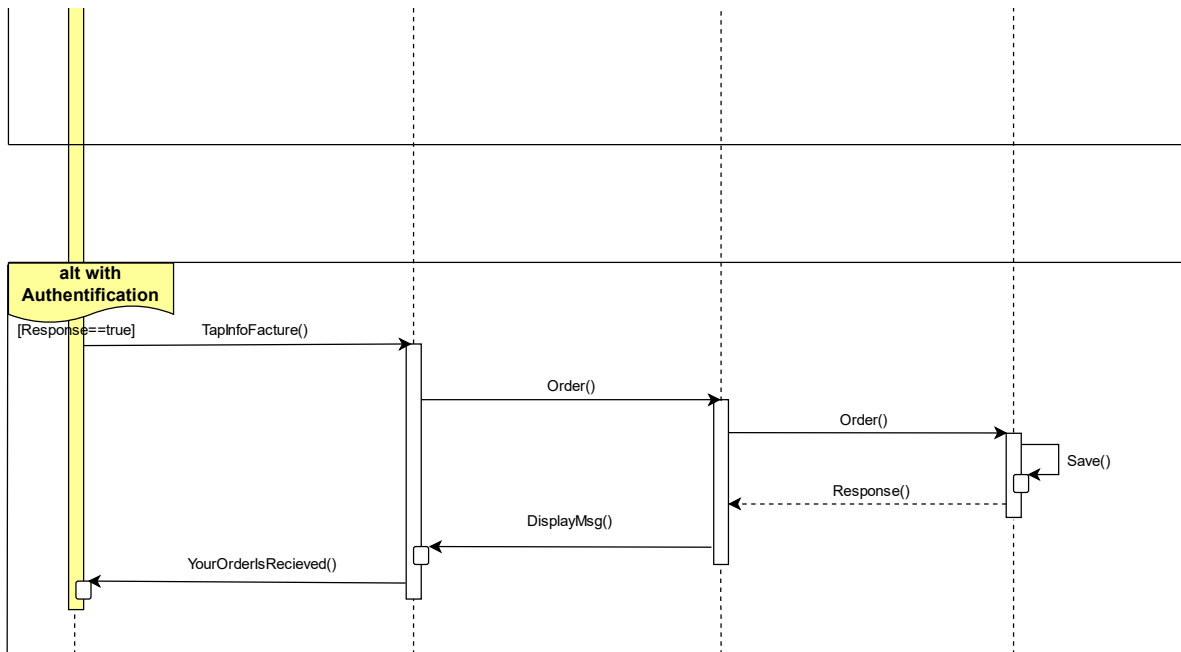 alt with
Authentification
[Response==true]
TapInfoFacture()
Order()
Order()
Save()
Response()
DisplayMsg()
YourOrderIsRecieved()